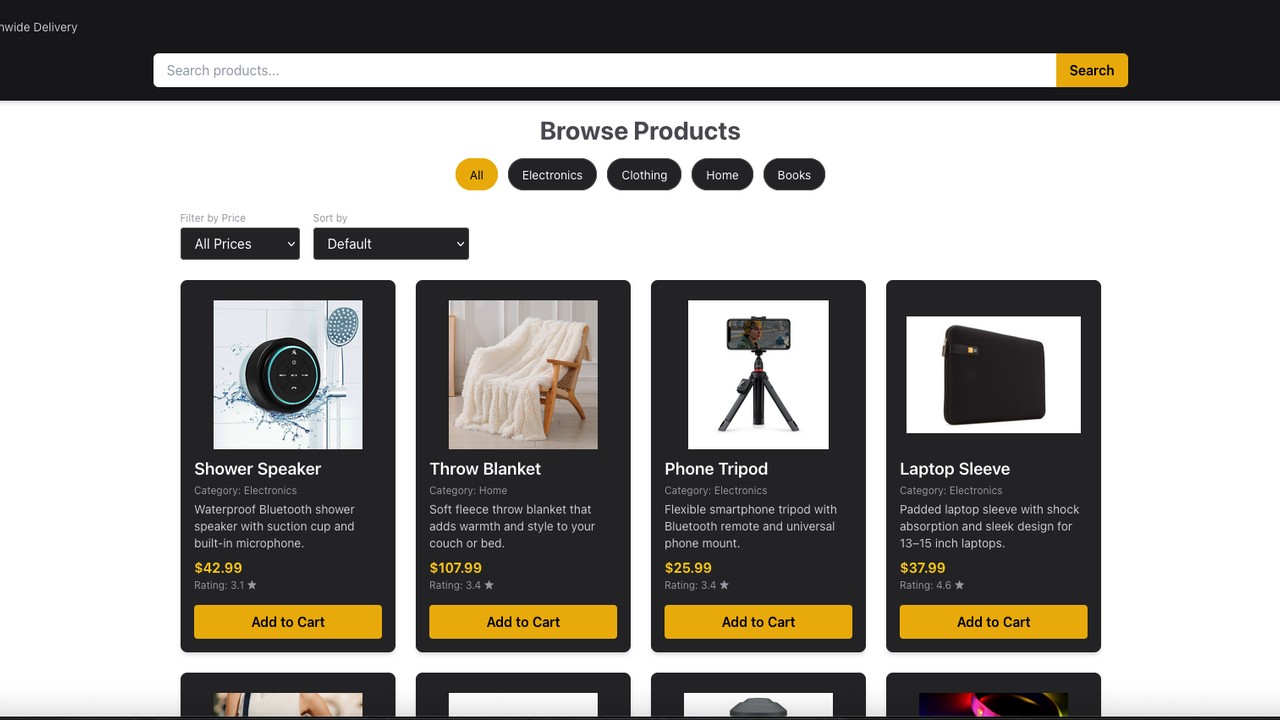 nwide Delivery
Search products...
Search
Browse Products
All
Electronics
Clothing
Home
Books
Filter by Price
Sort by
All Prices
Default
Shower Speaker
Category: Electronics
Waterproof Bluetooth shower
speaker with suction cup and
built-in microphone.
$42.99
Rating: 3.1 ★
Add to Cart
Throw Blanket
Category: Home
Soft fleece throw blanket that
adds warmth and style to your
couch or bed.
$107.99
Rating: 3.4 ★
Add to Cart
Phone Tripod
Category: Electronics
Flexible smartphone tripod with
Bluetooth remote and universal
phone mount.
$25.99
Rating: 3.4 ★
Add to Cart
Laptop Sleeve
Category: Electronics
Padded laptop sleeve with shock
absorption and sleek design for
13–15 inch laptops.
$37.99
Rating: 4.6 ★
Add to Cart